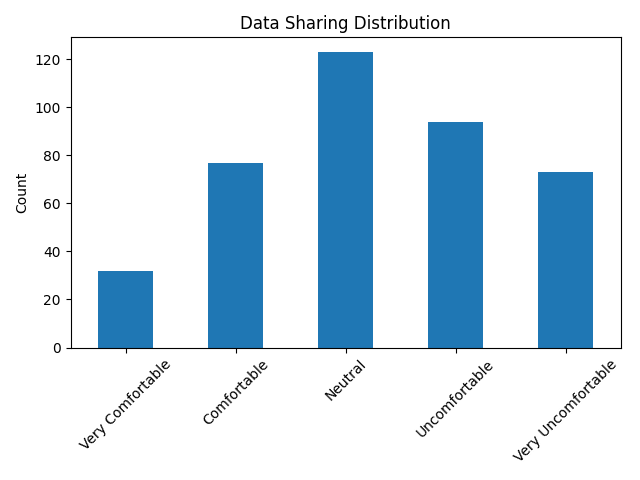 Data Sharing Distribution
Count
120
100
80
60
40
20
0
Very Comfortable
Comfortable
Neutral
Uncomfortable
Very Uncomfortable